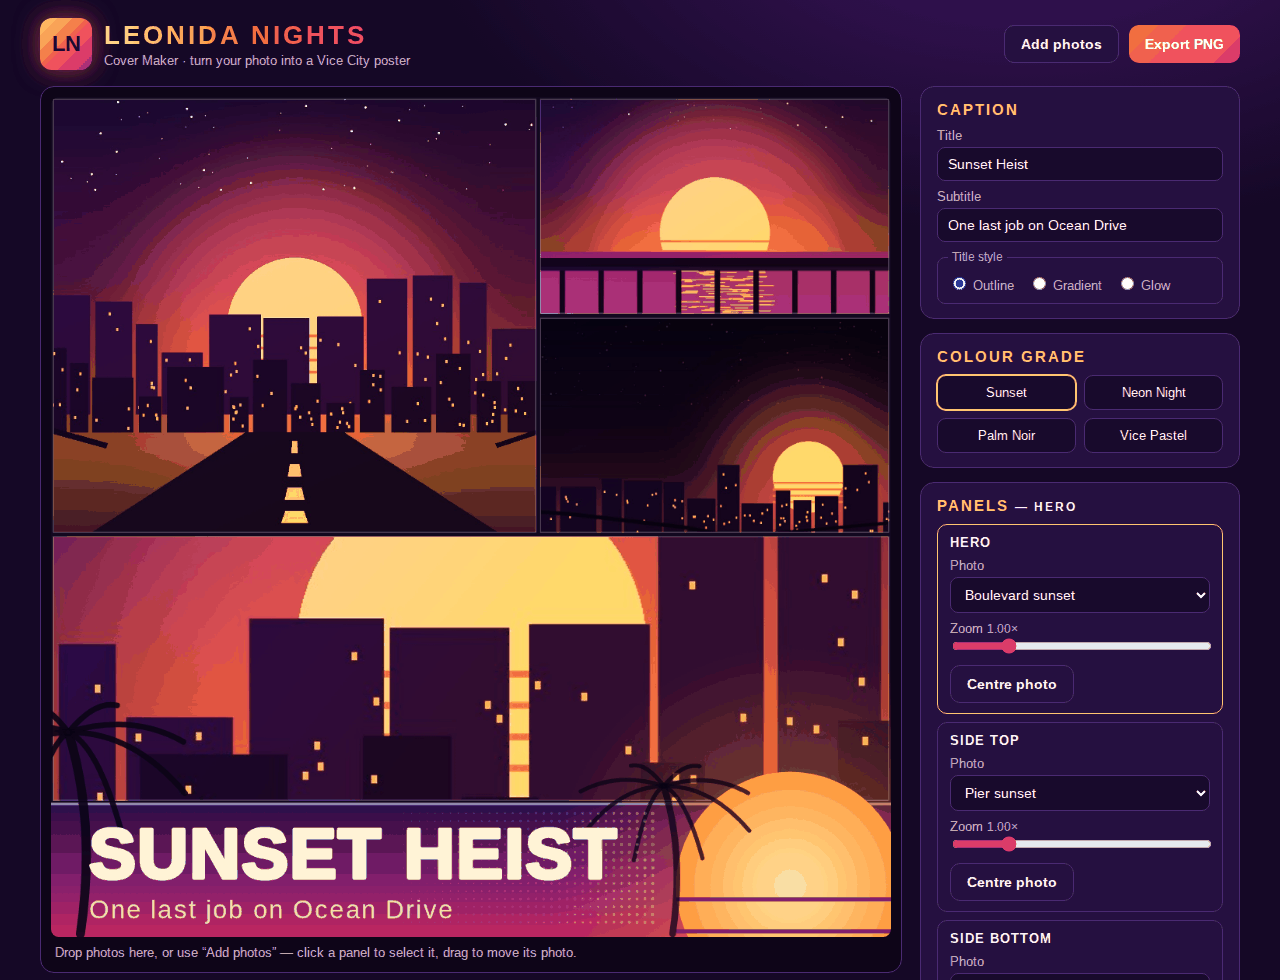 LN
LEONIDA NIGHTS
Cover Maker · turn your photo into a Vice City poster
Add photos
Export PNG
SUNSET HEIST
One last job on Ocean Drive
Drop photos here, or use “Add photos” — click a panel to select it, drag to move its photo.
CAPTION
Title
Sunset Heist
Subtitle
One last job on Ocean Drive
Title style
Outline
Gradient
Glow
COLOUR GRADE
Sunset
Neon Night
Palm Noir
Vice Pastel
PANELS — HERO
HERO
Photo
Boulevard sunset
Zoom 1.00×
Centre photo
SIDE TOP
Photo
Pier sunset
Zoom 1.00×
Centre photo
SIDE BOTTOM
Photo